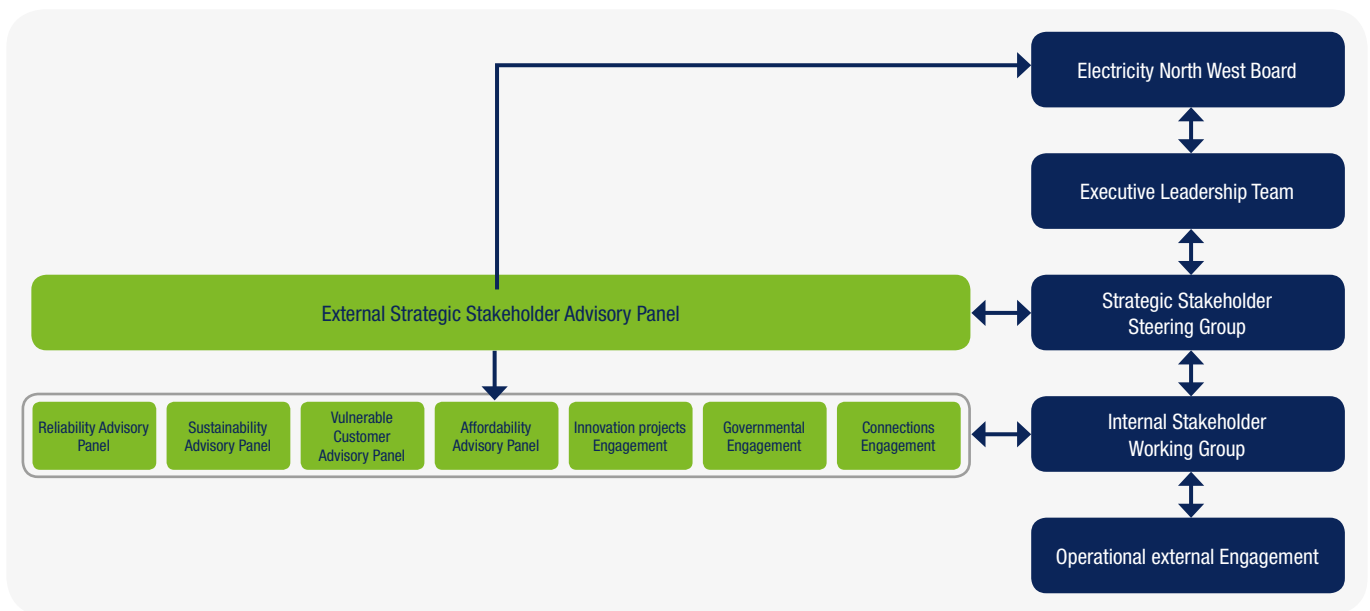 Electricity North West Board
Executive Leadership Team
External Strategic Stakeholder Advisory Panel
Strategic Stakeholder
Steering Group
Reliability Advisory
Panel
Sustainability
Advisory Panel
Vulnerable
Customer
Advisory Panel
Affordability
Advisory Panel
Innovation projects
Engagement
Governmental
Engagement
Connections
Engagement
Internal Stakeholder
Working Group
Operational external Engagement